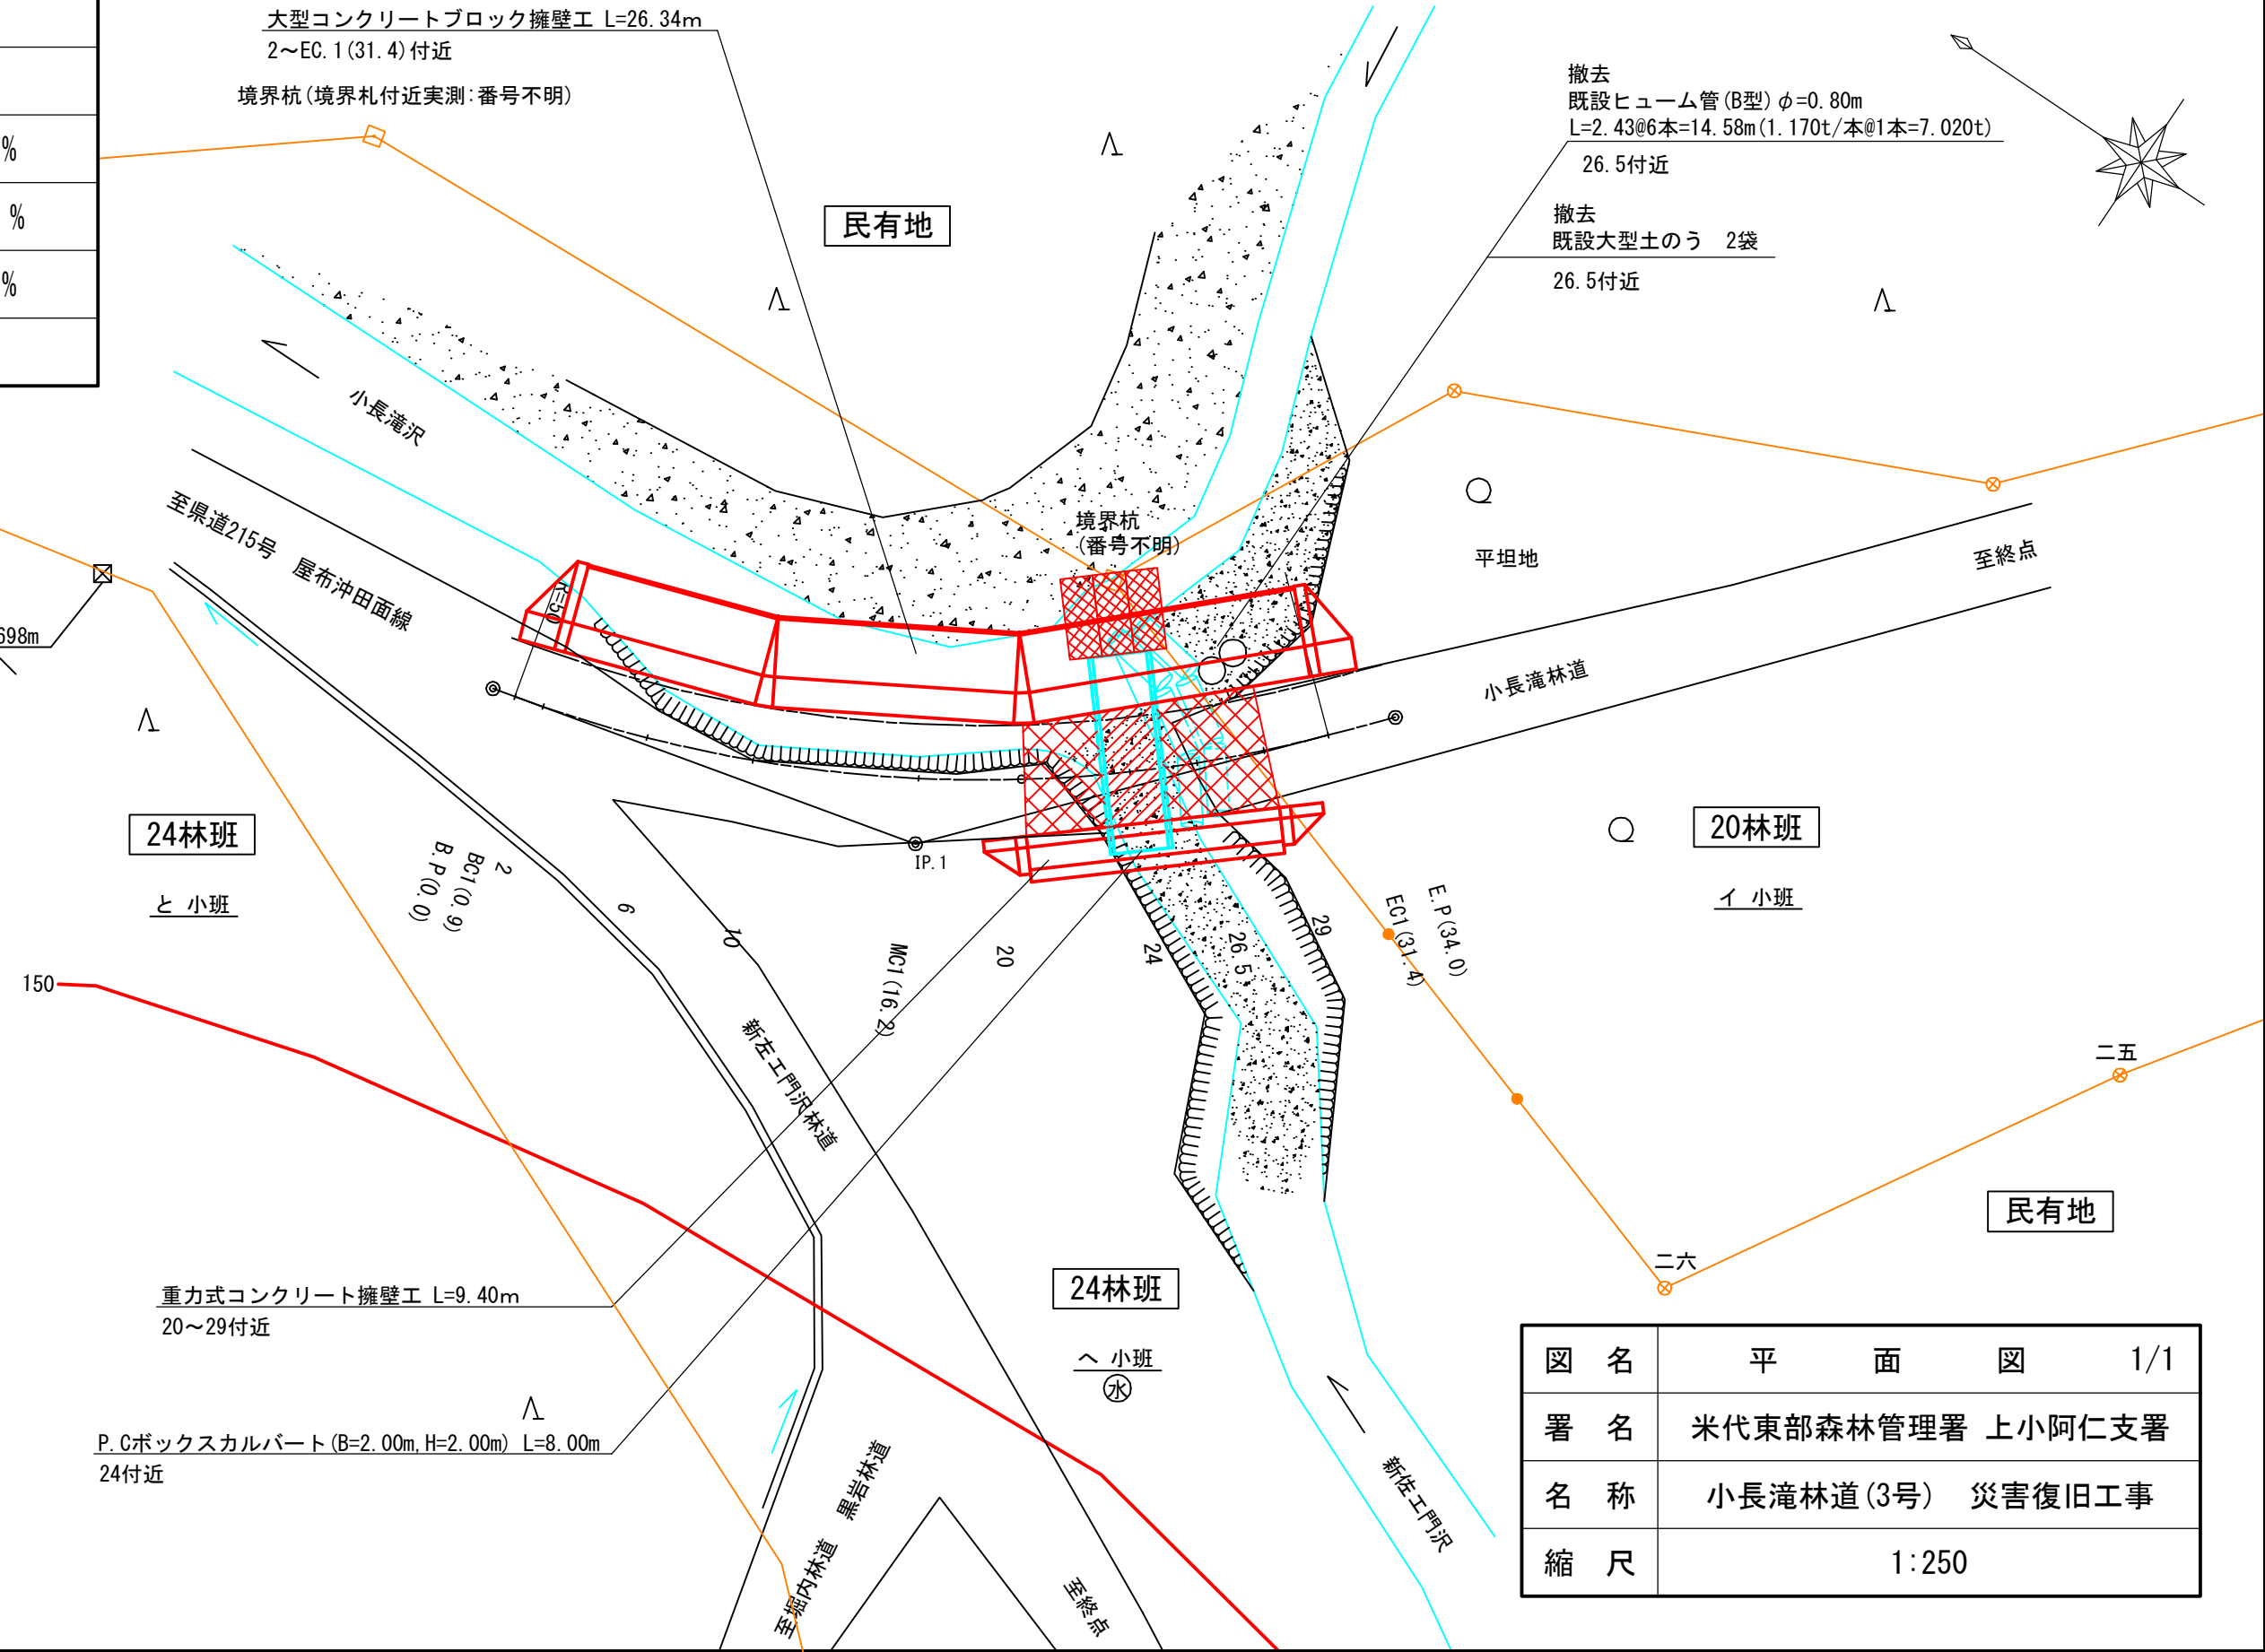 大型コンクリートブロック擁壁工 L=26.34m
2～EC.1(31.4)付近
境界杭(境界札付近実測:番号不明)
%
%
%
民有地
撤去
既設ヒューム管(B型)φ=0.80m
L=2.43@6本=14.58m(1.170t/本@1本=7.020t)
26.5付近
撤去
既設大型土のう 2袋
26.5付近
小長滝沢
至県道215号 屋布沖田面線
R=50
境界杭
(番号不明)
平坦地
至終点
小長滝林道
698m
24林班
と 小班
20林班
イ 小班
IP.1
B.P(0.0)
BC1(0.9)
2
6
10
MC1(16.2)
20
24
26.5
29
EC1(31.4)
E.P(34.0)
150
新左エ門沢林道
二五
二六
民有地
重力式コンクリート擁壁工 L=9.40m
20～29付近
24林班
へ 小班
水
P.Cボックスカルバート(B=2.00m,H=2.00m) L=8.00m
24付近
至堀内林道 黒岩林道
至終点
新佐エ門沢
図 名 平 面 図 1/1
署 名 米代東部森林管理署 上小阿仁支署
名 称 小長滝林道(3号) 災害復旧工事
縮 尺 1:250